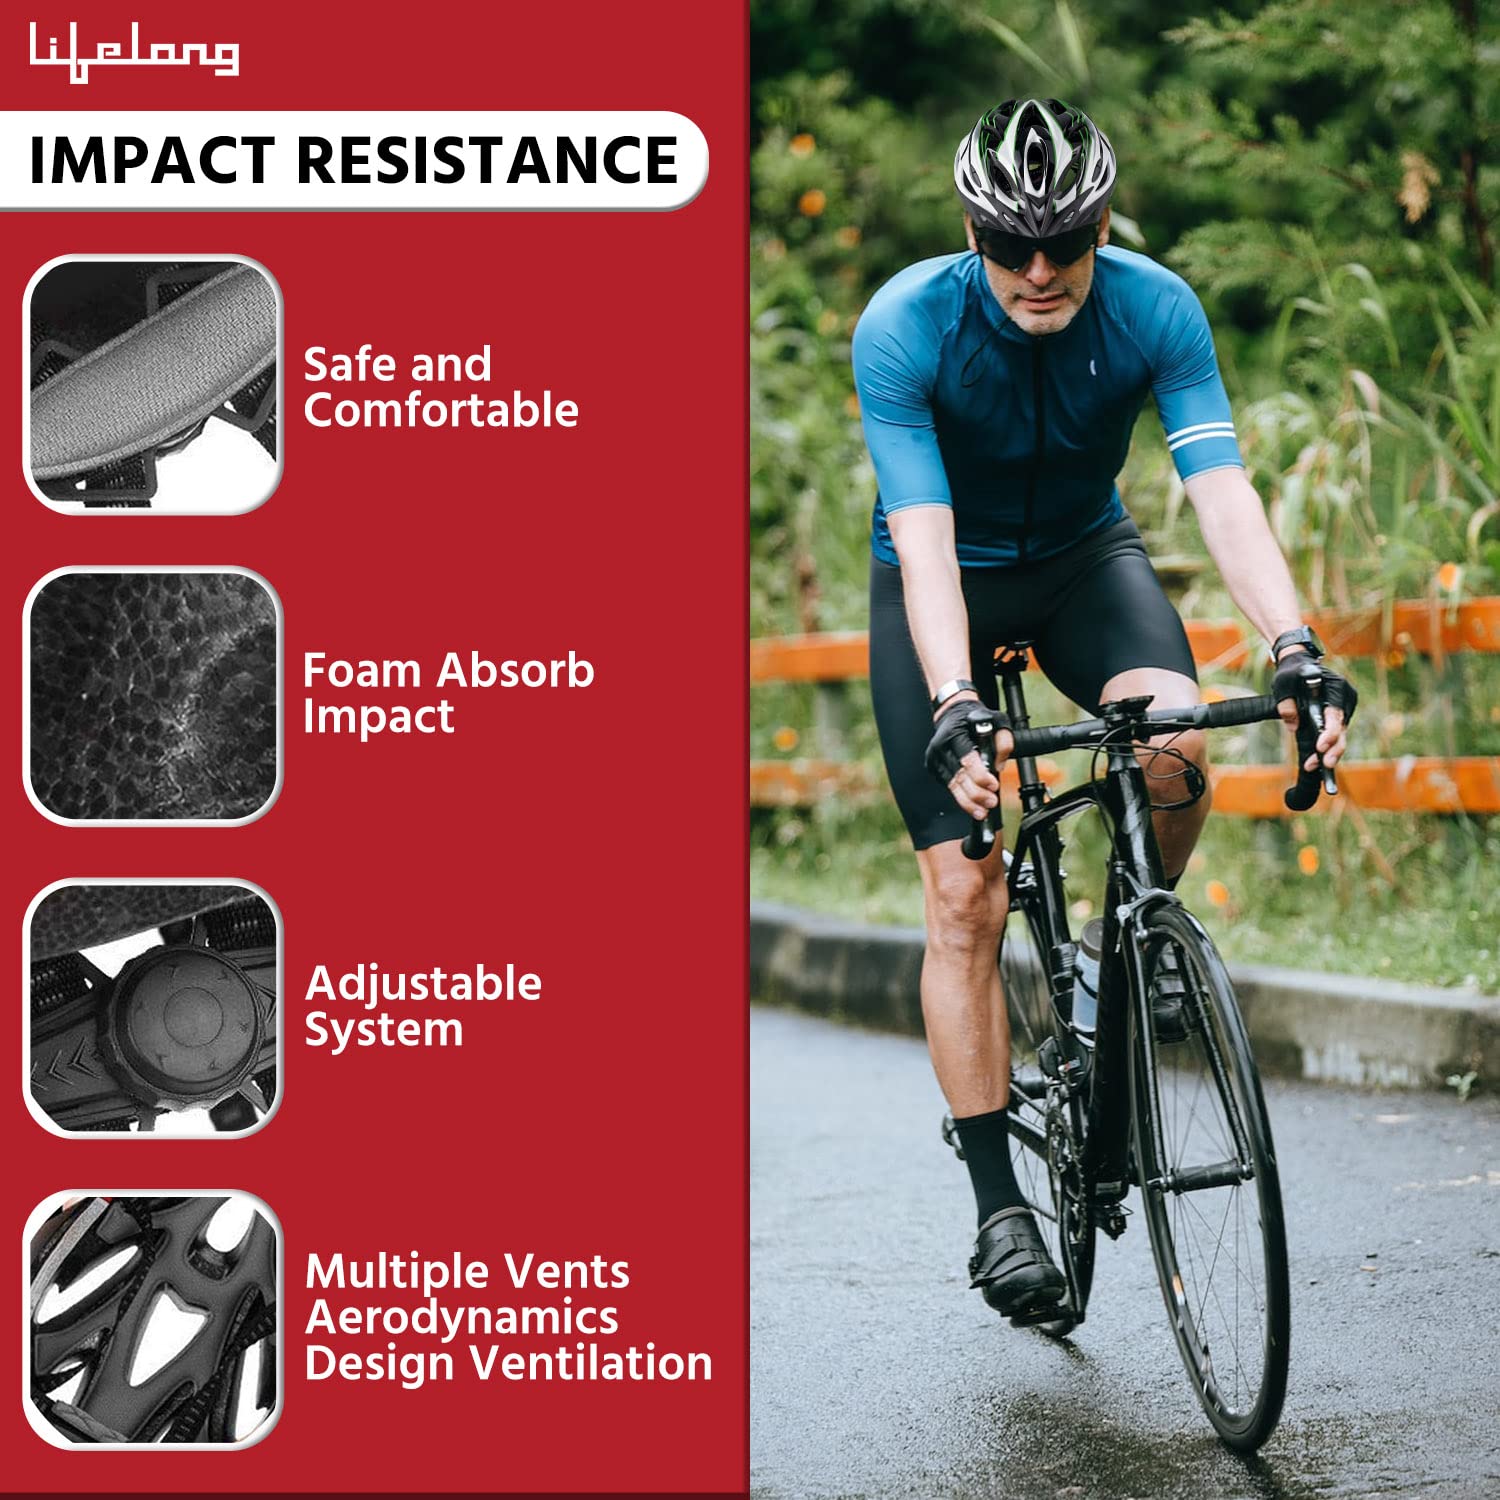 Lifelong
IMPACT RESISTANCE
Safe and
Comfortable
Foam Absorb
Impact
Adjustable
System
Multiple Vents
Aerodynamics
Design Ventilation